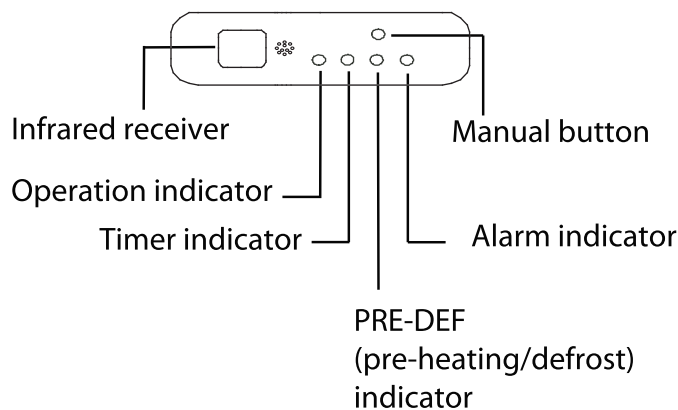 Infrared receiver
Manual button
Operation indicator
Timer indicator
Alarm indicator
PRE-DEF
(pre-heating/defrost)
indicator